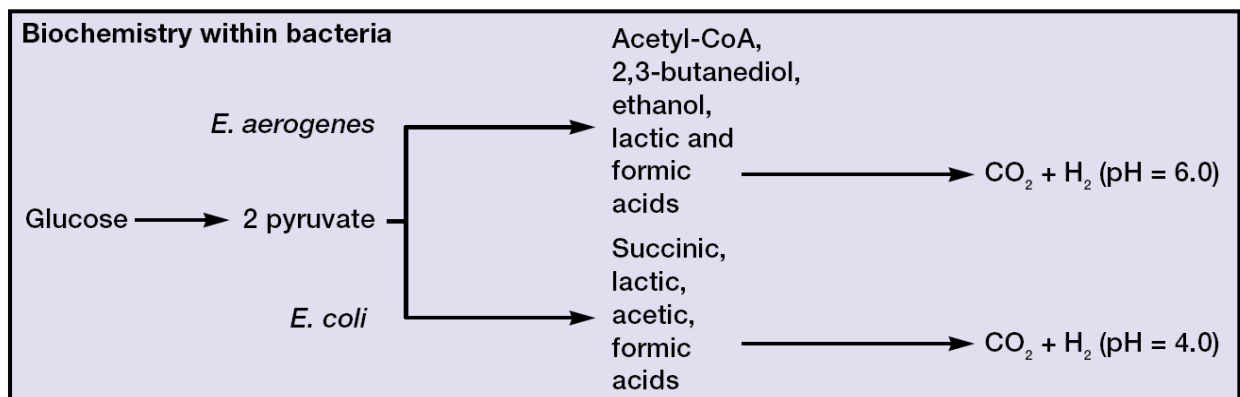 Biochemistry within bacteria
E. aerogenes
Acetyl-CoA,
2,3-butanediol,
ethanol,
lactic and
formic
acids
CO₂ + H₂ (pH = 6.0)
Glucose
2 pyruvate
E. coli
Succinic,
lactic,
acetic,
formic
acids
CO₂ + H₂ (pH = 4.0)